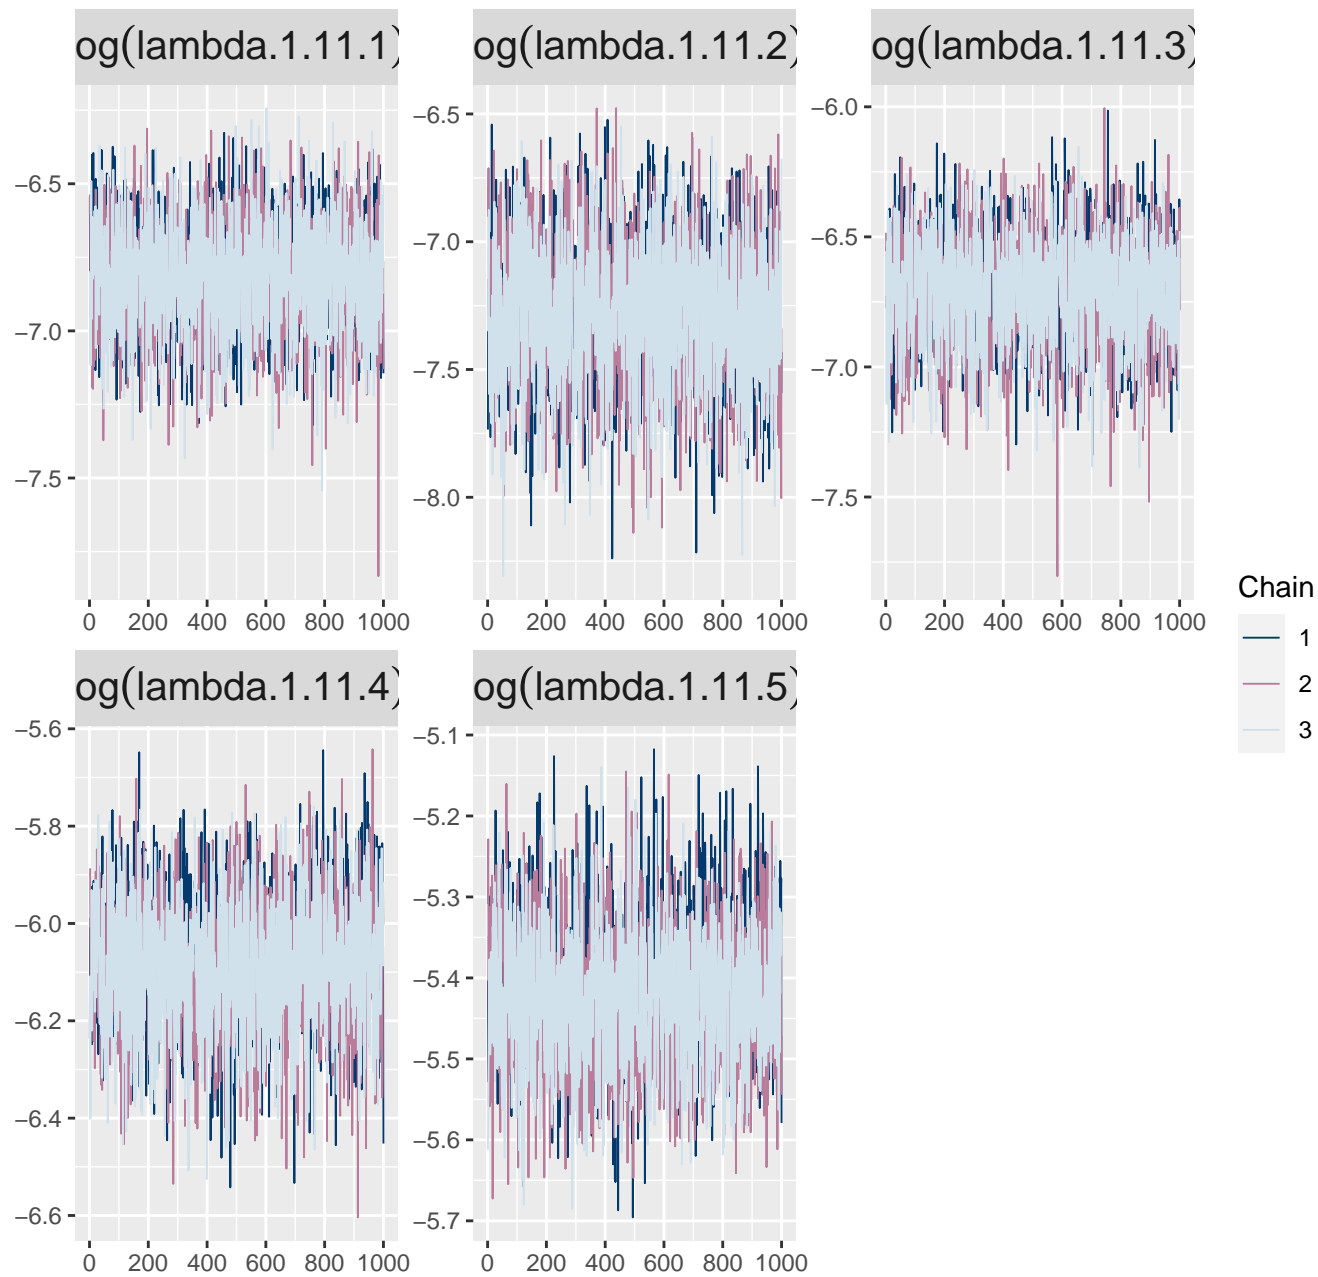 og(lambda.1.11.1)
og(lambda.1.11.2)
og(lambda.1.11.3)
−6.5
−7.0
−7.5
0 200 400 600 800 1000
−6.5
−7.0
−7.5
−8.0
0 200 400 600 800 1000
−6.0
−6.5
−7.0
−7.5
0 200 400 600 800 1000
og(lambda.1.11.4)
og(lambda.1.11.5)
−5.6
−5.8
−6.0
−6.2
−6.4
−6.6
0 200 400 600 800 1000
−5.1
−5.2
−5.3
−5.4
−5.5
−5.6
−5.7
0 200 400 600 800 1000
Chain
1
2
3